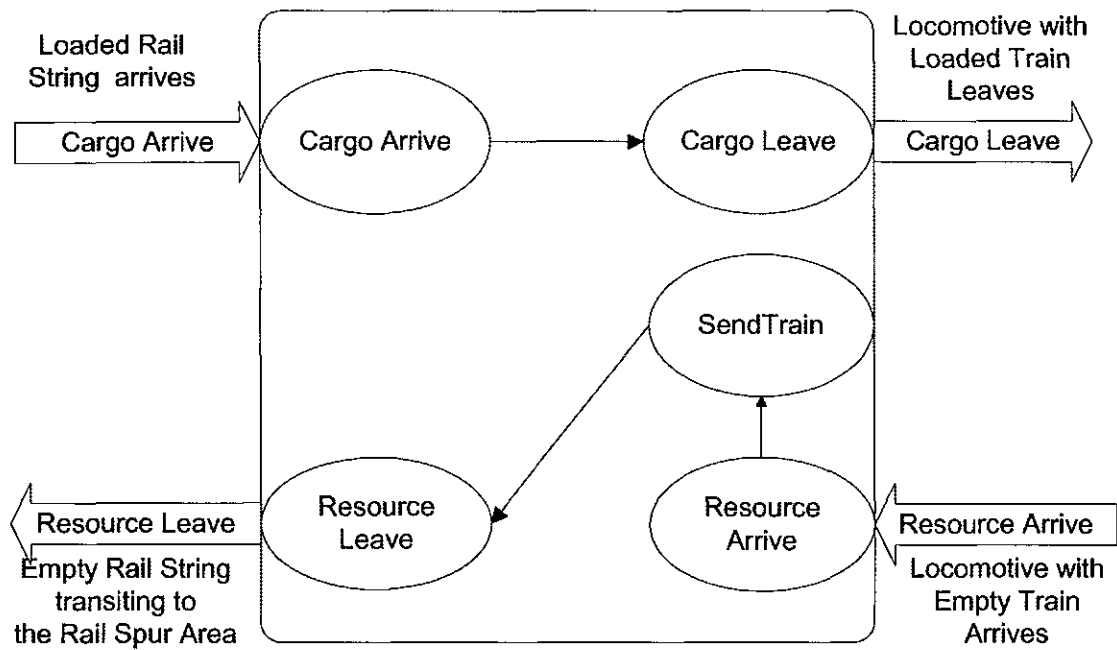 Loaded Rail
String arrives
Cargo Arrive
Cargo Arrive
Cargo Leave
Locomotive with
Loaded Train
Leaves
Cargo Leave
SendTrain
Resource Leave
Empty Rail String
transiting to
the Rail Spur Area
Resource
Leave
Resource
Arrive
Resource Arrive
Locomotive with
Empty Train
Arrives